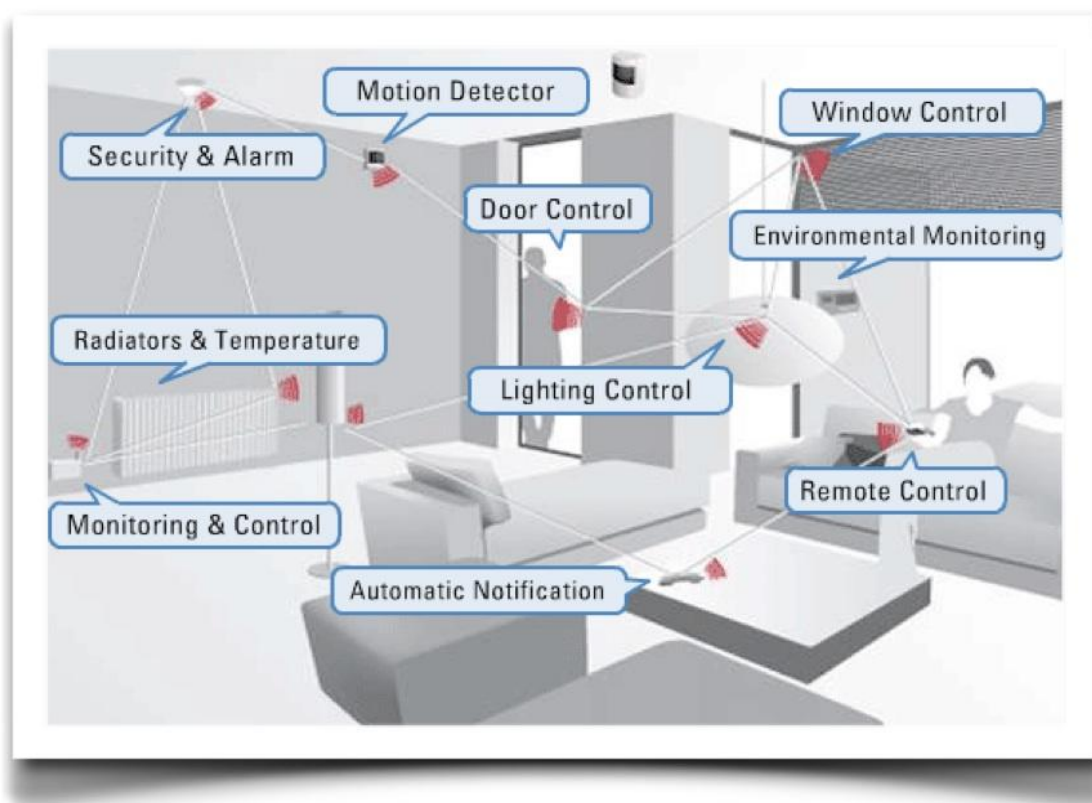 Motion Detector
Window Control
Security & Alarm
Door Control
Environmental Monitoring
Radiators & Temperature
Lighting Control
Remote Control
Monitoring & Control
Automatic Notification